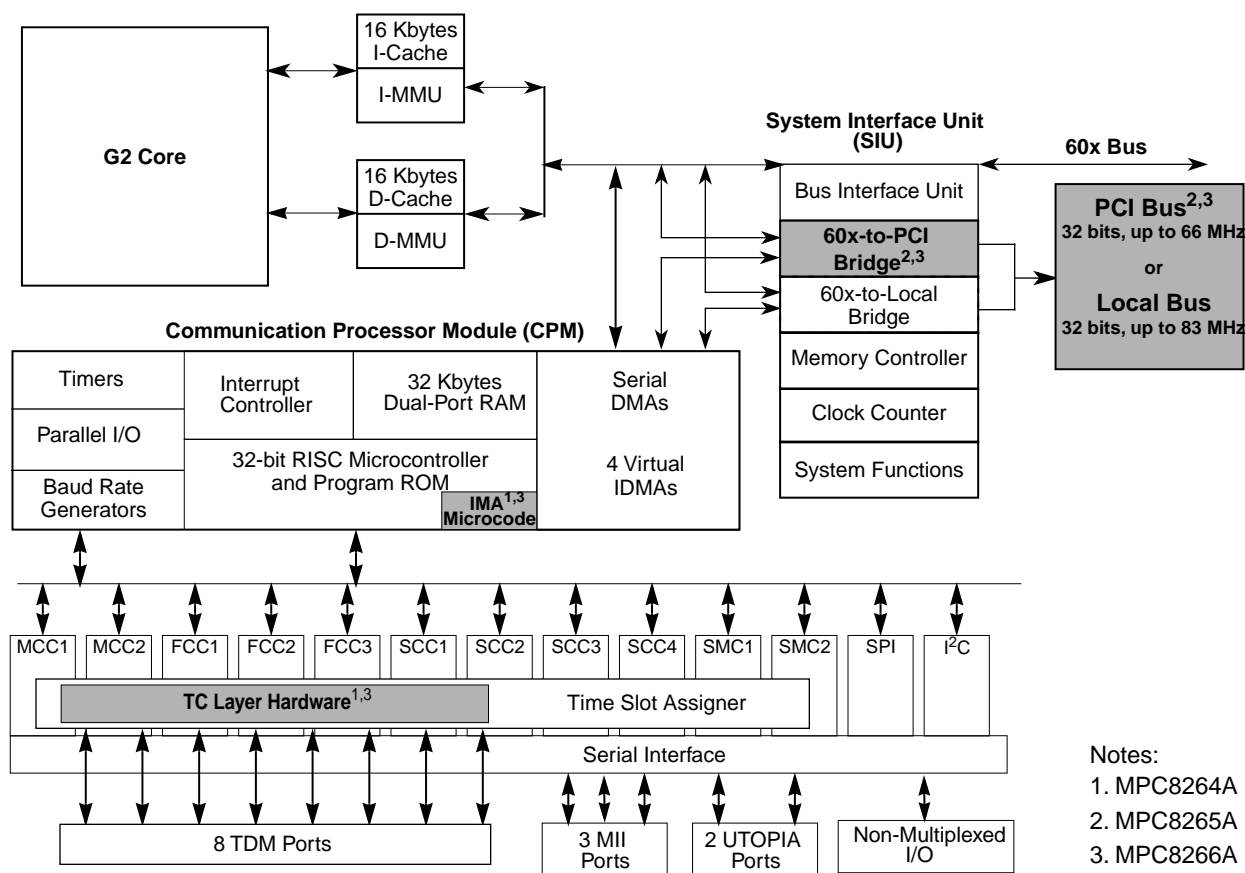 G2 Core
16 Kbytes
I-Cache
I-MMU
16 Kbytes
D-Cache
D-MMU
System Interface Unit
(SIU)
60x Bus
Bus Interface Unit
60x-to-PCI
Bridge2,3
60x-to-Local
Bridge
Memory Controller
Clock Counter
System Functions
PCI Bus2,3
32 bits, up to 66 MHz
or
Local Bus
32 bits, up to 83 MHz
Communication Processor Module (CPM)
Timers
Parallel I/O
Baud Rate
Generators
Interrupt
Controller
32 Kbytes
Dual-Port RAM
32-bit RISC Microcontroller
and Program ROM
IMA1,3
Microcode
Serial
DMAs
4 Virtual
IDMAs
MCC1
MCC2
FCC1
FCC2
FCC3
SCC1
SCC2
SCC3
SCC4
SMC1
SMC2
SPI
I2C
TC Layer Hardware1,3
Time Slot Assigner
Serial Interface
8 TDM Ports
3 MII
Ports
2 UTOPIA
Ports
Non-Multiplexed
I/O
Notes:
1. MPC8264A
2. MPC8265A
3. MPC8266A